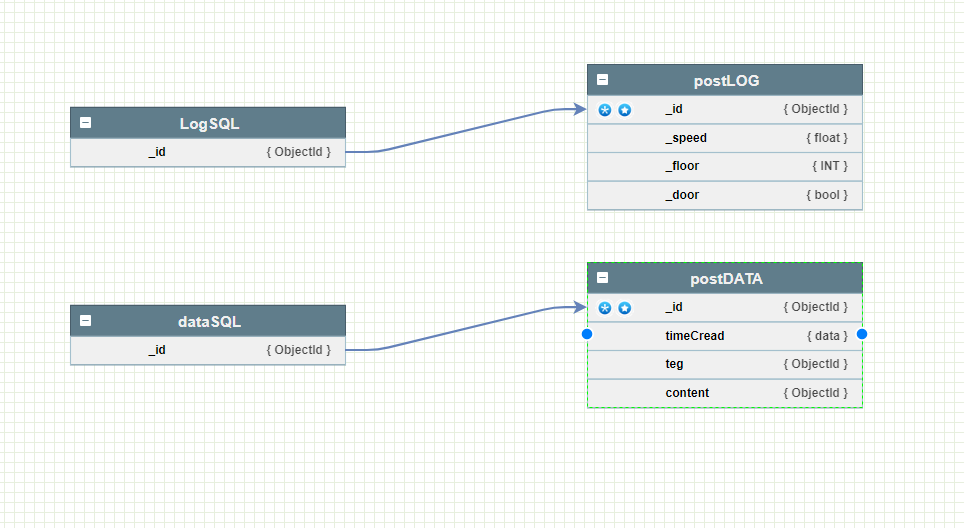 LogSQL
_id { ObjectId }
postLOG
_id { ObjectId }
_speed { float }
_floor { INT }
_door { bool }
dataSQL
_id { ObjectId }
postDATA
_id { ObjectId }
timeCread { data }
teg { ObjectId }
content { ObjectId }